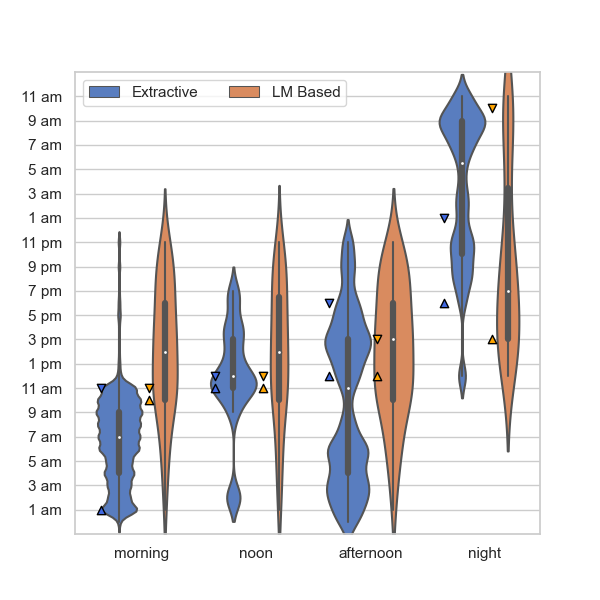 Extractive
LM Based
11 am
9 am
7 am
5 am
3 am
1 am
11 pm
9 pm
7 pm
5 pm
3 pm
1 pm
11 am
9 am
7 am
5 am
3 am
1 am
morning
noon
afternoon
night